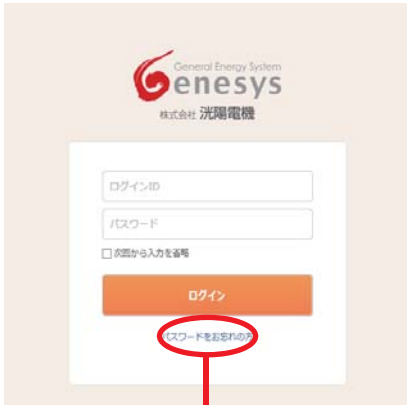 General Energy System
Genesys
株式会社 洸陽電機
ログインID
パスワード
次回から入力を省略
ログイン
パスワードをお忘れの方